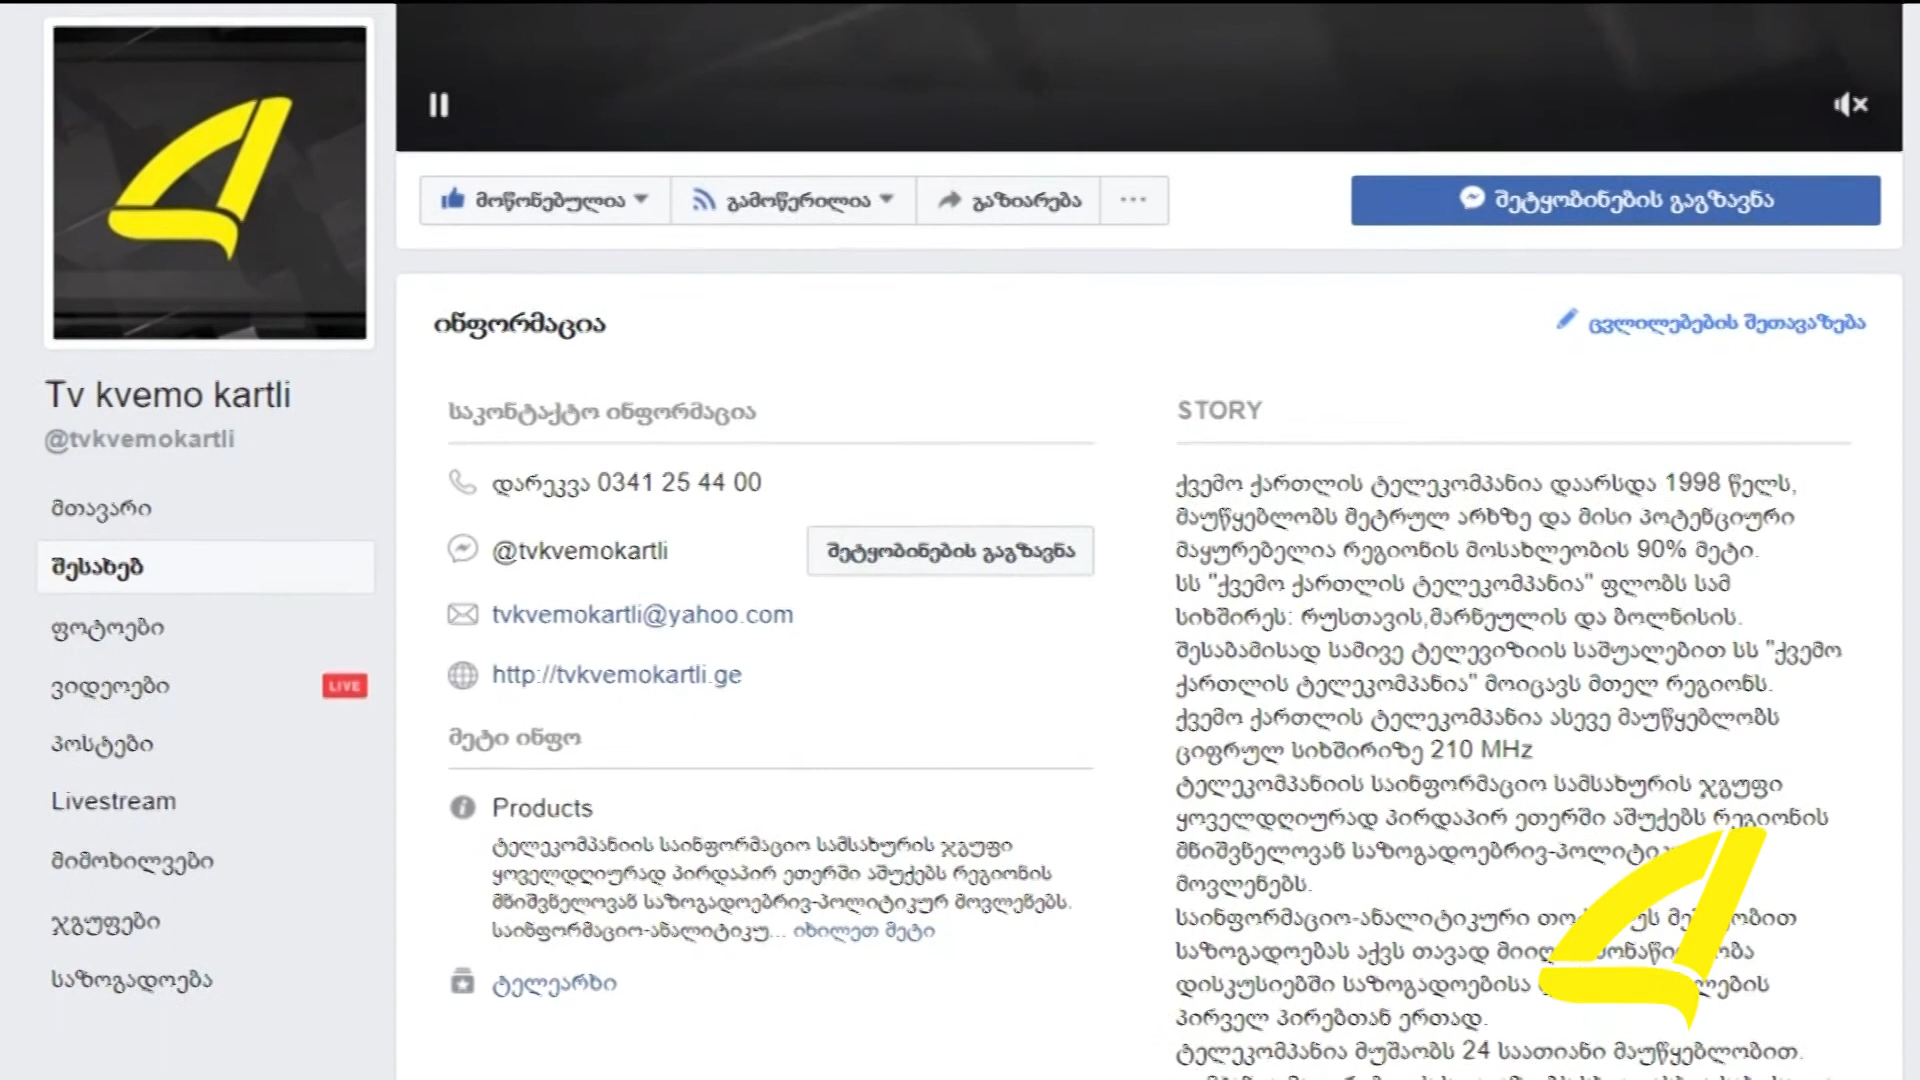 მოწონებულია
გამოწერილია
გაზიარება
შეტყობინების გაგზავნა
Tv kvemo kartli
@tvkvemokartli
მთავარი
შესახებ
ფოტოები
ვიდეოები
LIVE
პოსტები
Livestream
მიმოხილვები
ჯგუფები
საზოგადოება
ინფორმაცია
ცვლილებების შეთავაზება
საკონტაქტო ინფორმაცია
დარეკვა 0341 25 44 00
@tvkvemokartli
შეტყობინების გაგზავნა
tvkvemokartli@yahoo.com
http://tvkvemokartli.ge
მეტი ინფო
Products
ტელეკომპანიის საინფორმაციო სამსახურის ჯგუფი
ყოველდღიურად პირდაპირ ეთერში აშუქებს რეგიონის
მნიშვნელოვან საზოგადოებრივ-პოლიტიკურ მოვლენებს.
საინფორმაციო-ანალიტიკუ... იხილეთ მეტი
ტელეარხი
STORY
ქვემო ქართლის ტელეკომპანია დაარსდა 1998 წელს,
მაუწყებლობს მეტრულ არხზე და მისი პოტენციური
მაყურებელია რეგიონის მოსახლეობის 90% მეტი.
სს "ქვემო ქართლის ტელეკომპანია" ფლობს სამ
სიხშირეს: რუსთავის,მარნეულის და ბოლნისის.
შესაბამისად სამივე ტელევიზიის საშუალებით სს "ქვემო
ქართლის ტელეკომპანია" მოიცავს მთელ რეგიონს.
ქვემო ქართლის ტელეკომპანია ასევე მაუწყებლობს
ციფრულ სიხშირიზე 210 MHz
ტელეკომპანიის საინფორმაციო სამსახურის ჯგუფი
ყოველდღიურად პირდაპირ ეთერში აშუქებს რეგიონის
მნიშვნელოვან
მოვლენებს.
საინფორმაციო-ანალიტიკური
საზოგადოებას აქვს თავად
დისკუსიებში საზოგადოებისა
პირველ პირებთან ერთად.
ტელეკომპანია მუშაობს 24 საათიანი მაუწყებლობით.